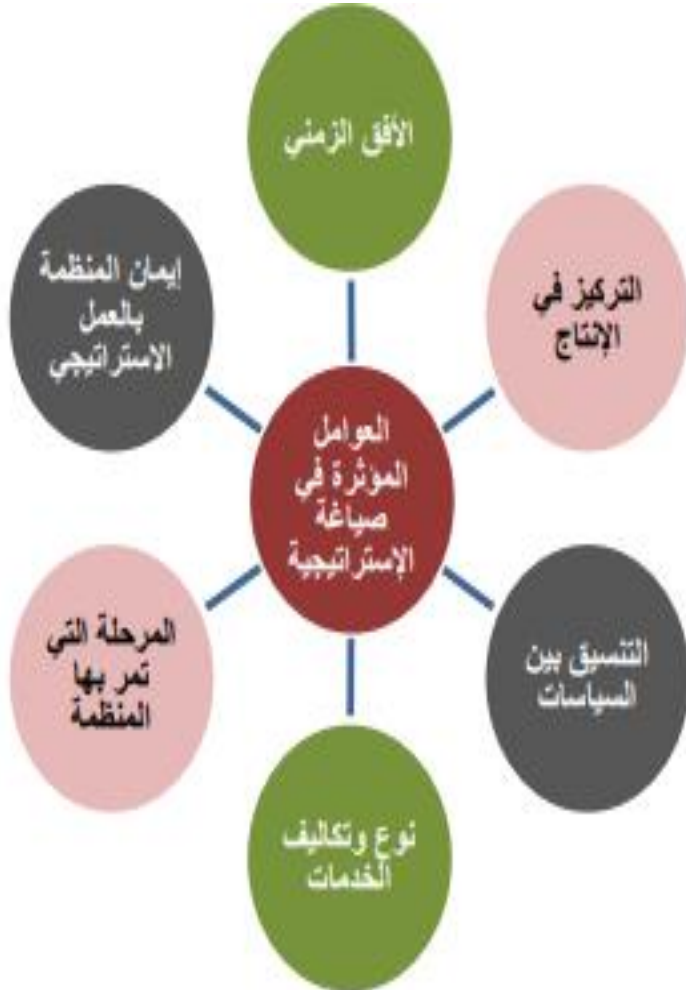 الأفق الزمني
التركيز في
الإنتاج
التنسيق بين
السياسات
نوع وتكاليف
الخدمات
المرحلة التي
تمر بها
المنظمة
إيمان المنظمة
بالعمل
الاستراتيجي
العوامل
المؤثرة في
صياغة
الإستراتيجية